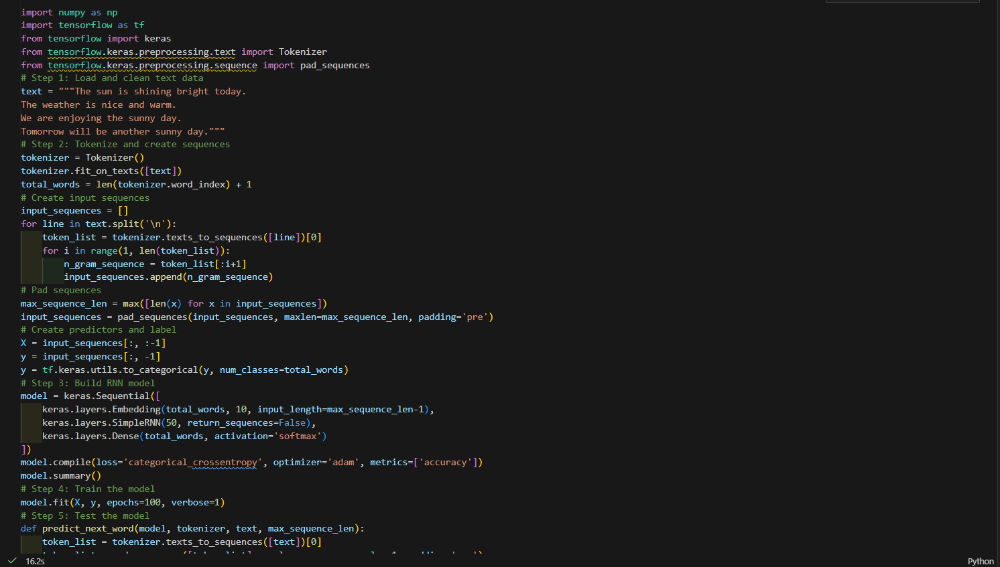 import numpy as np
import tensorflow as tf
from tensorflow import keras
from tensorflow.keras.preprocessing.text import Tokenizer
from tensorflow.keras.preprocessing.sequence import pad_sequences
# Step 1: Load and clean text data
text = """The sun is shining bright today.
The weather is nice and warm.
We are enjoying the sunny day.
Tomorrow will be another sunny day."""
# Step 2: Tokenize and create sequences
tokenizer = Tokenizer()
tokenizer.fit_on_texts([text])
total_words = len(tokenizer.word_index) + 1
# Create input sequences
input_sequences = []
for line in text.split('\n'):
    token_list = tokenizer.texts_to_sequences([line])[0]
    for i in range(1, len(token_list)):
        n_gram_sequence = token_list[:i+1]
        input_sequences.append(n_gram_sequence)
# Pad sequences
max_sequence_len = max([len(x) for x in input_sequences])
input_sequences = pad_sequences(input_sequences, maxlen=max_sequence_len, padding='pre')
# Create predictors and label
X = input_sequences[:, :-1]
y = input_sequences[:, -1]
y = tf.keras.utils.to_categorical(y, num_classes=total_words)
# Step 3: Build RNN model
model = keras.Sequential([
    keras.layers.Embedding(total_words, 10, input_length=max_sequence_len-1),
    keras.layers.SimpleRNN(50, return_sequences=False),
    keras.layers.Dense(total_words, activation='softmax')
])
model.compile(loss='categorical_crossentropy', optimizer='adam', metrics=['accuracy'])
model.summary()
# Step 4: Train the model
model.fit(X, y, epochs=100, verbose=1)
# Step 5: Test the model
def predict_next_word(model, tokenizer, text, max_sequence_len):
    token_list = tokenizer.texts_to_sequences([text])[0]
16.2s
Python